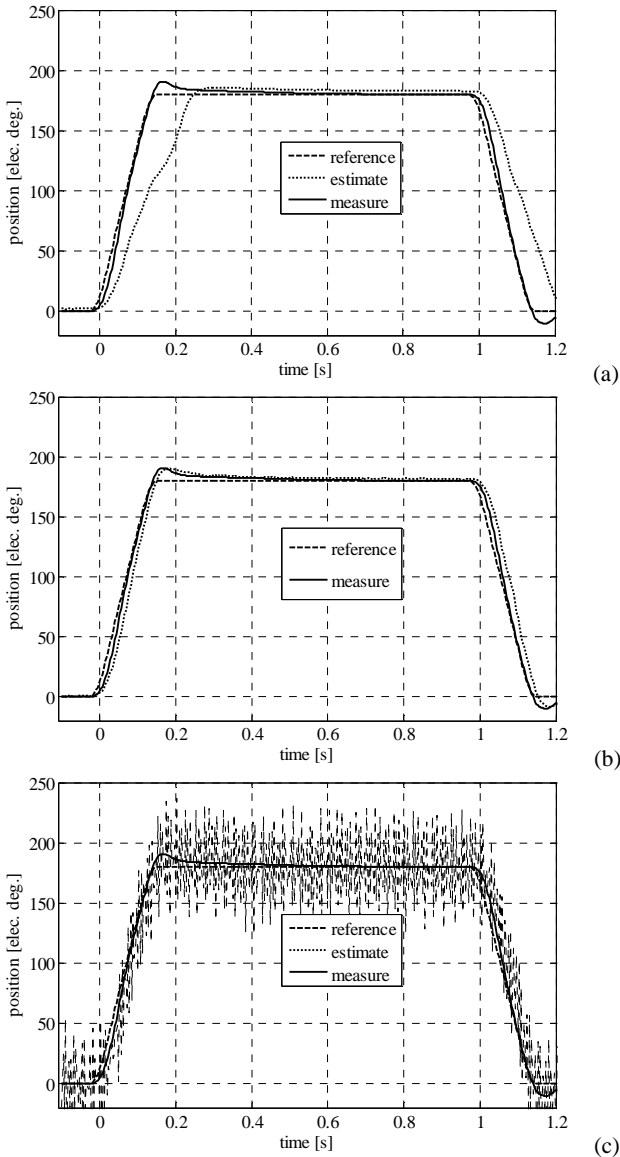 250
200
150
100
50
0
position [elec. deg.]
reference
estimate
measure
0 0.2 0.4 0.6 0.8 1 1.2
time [s]
(a)
250
200
150
100
50
0
position [elec. deg.]
reference
measure
0 0.2 0.4 0.6 0.8 1 1.2
time [s]
(b)
250
200
150
100
50
0
position [elec. deg.]
reference
estimate
measure
0 0.2 0.4 0.6 0.8 1 1.2
time [s]
(c)